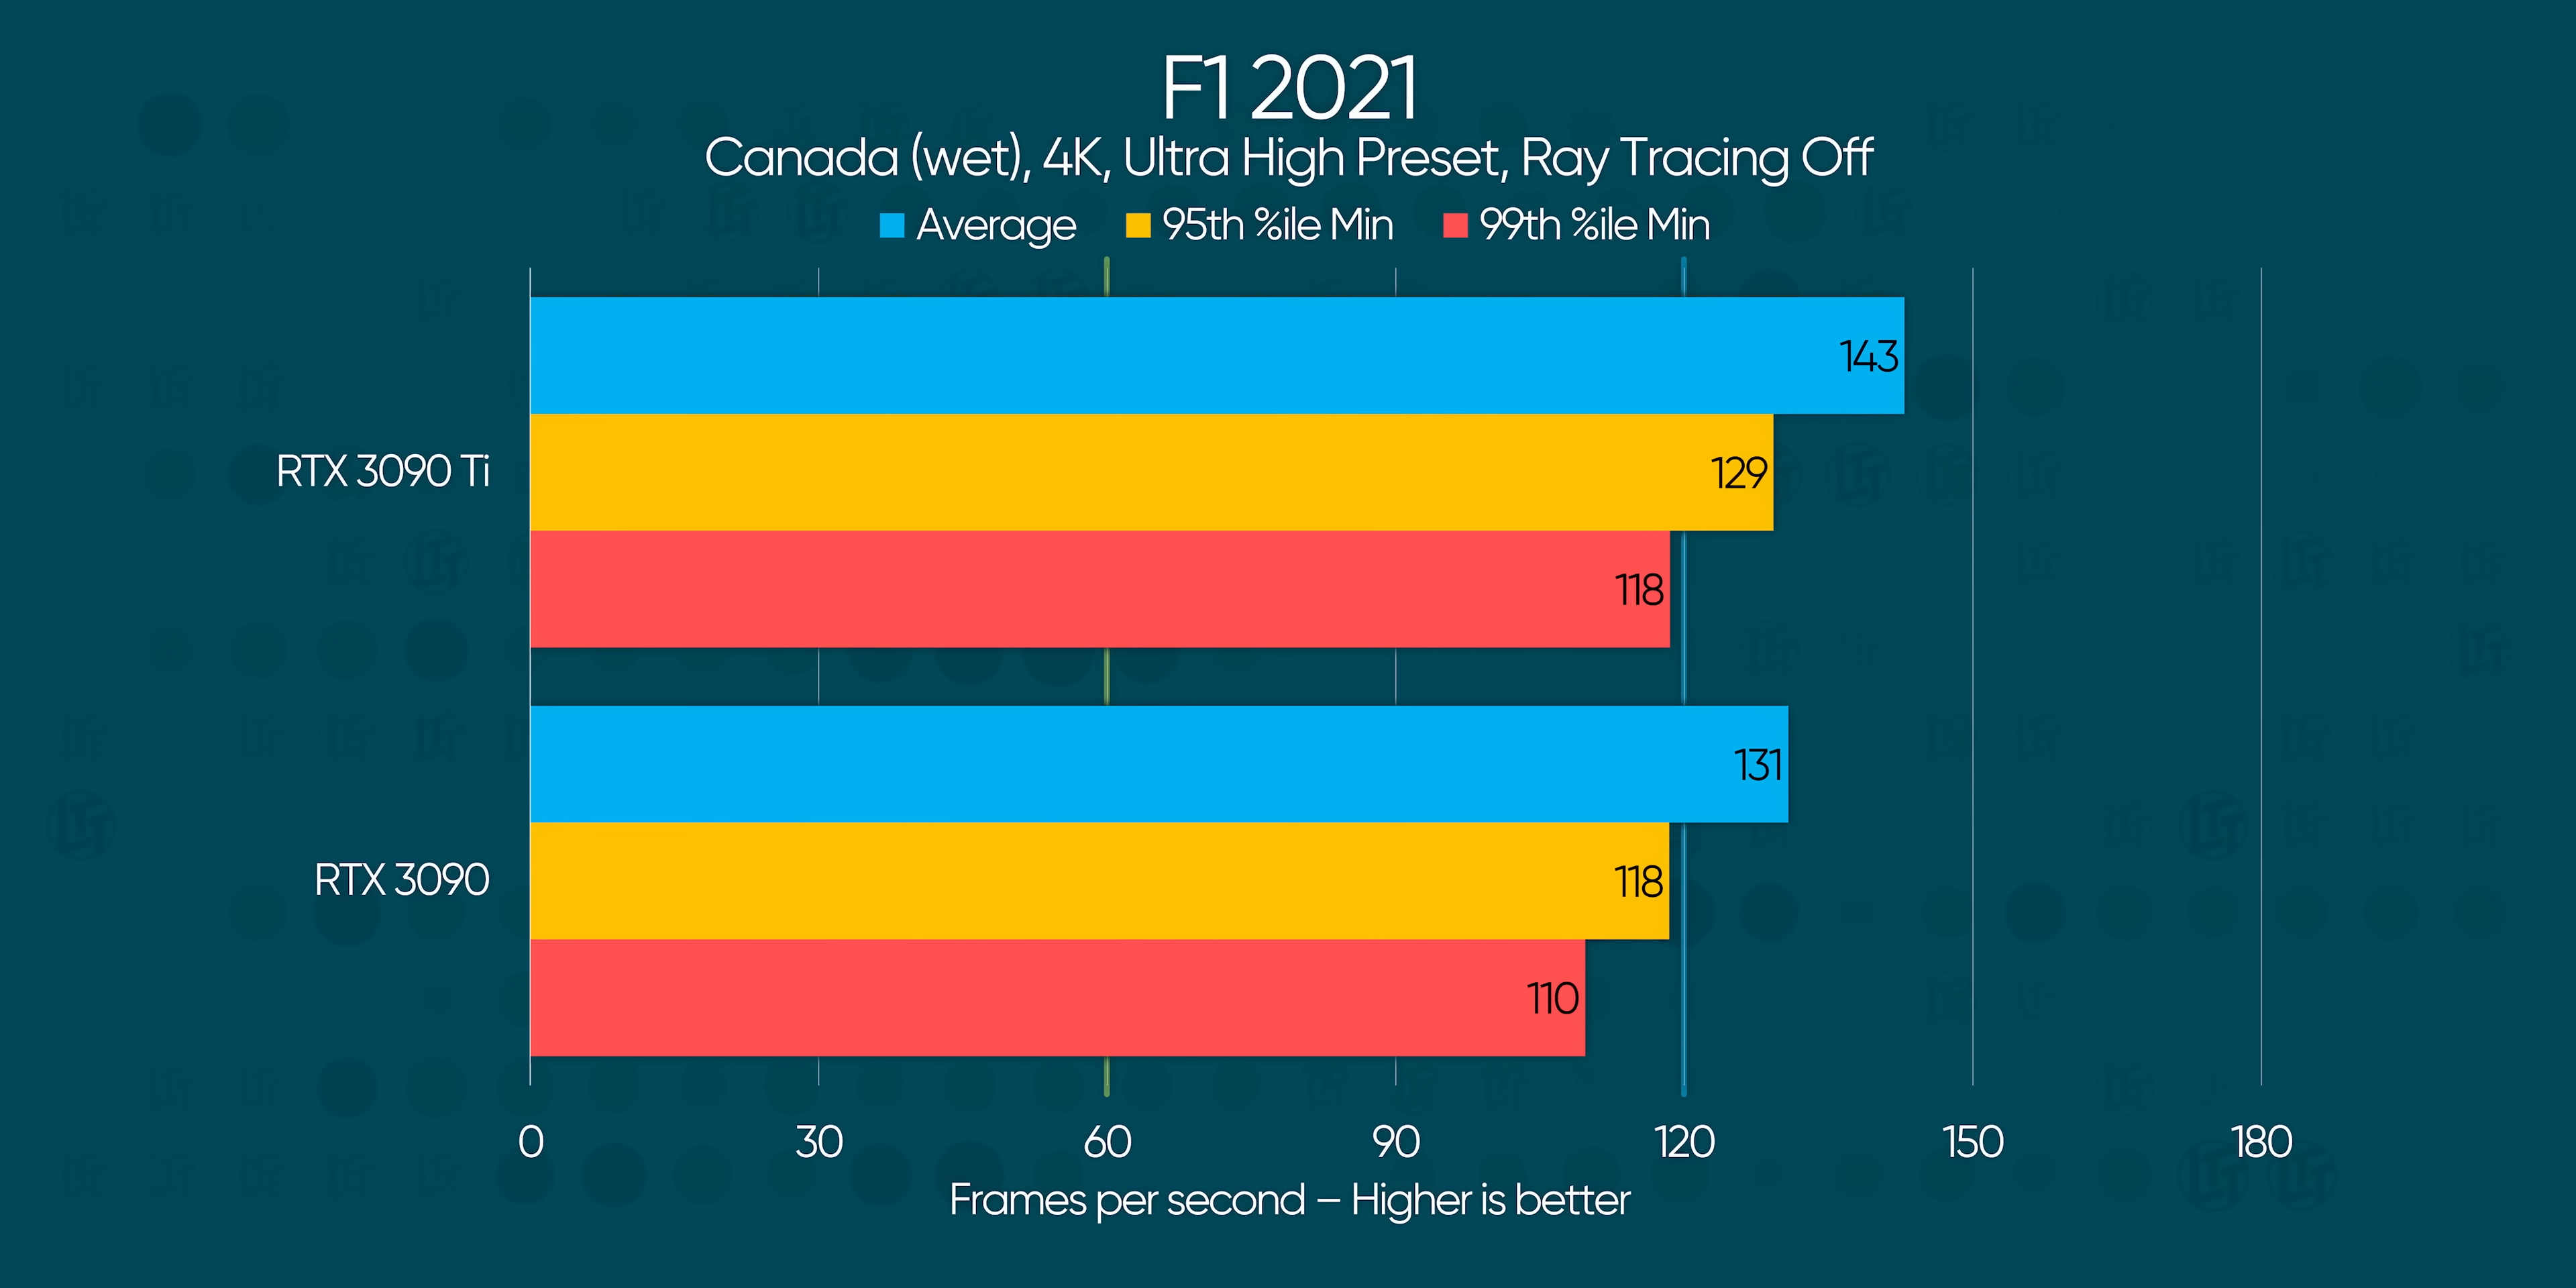 F1 2021
Canada (wet), 4K, Ultra High Preset, Ray Tracing Off
Average 95th %ile Min 99th %ile Min
143
RTX 3090 Ti 129
118
131
RTX 3090 118
110
0 30 60 90 120 150 180
Frames per second – Higher is better